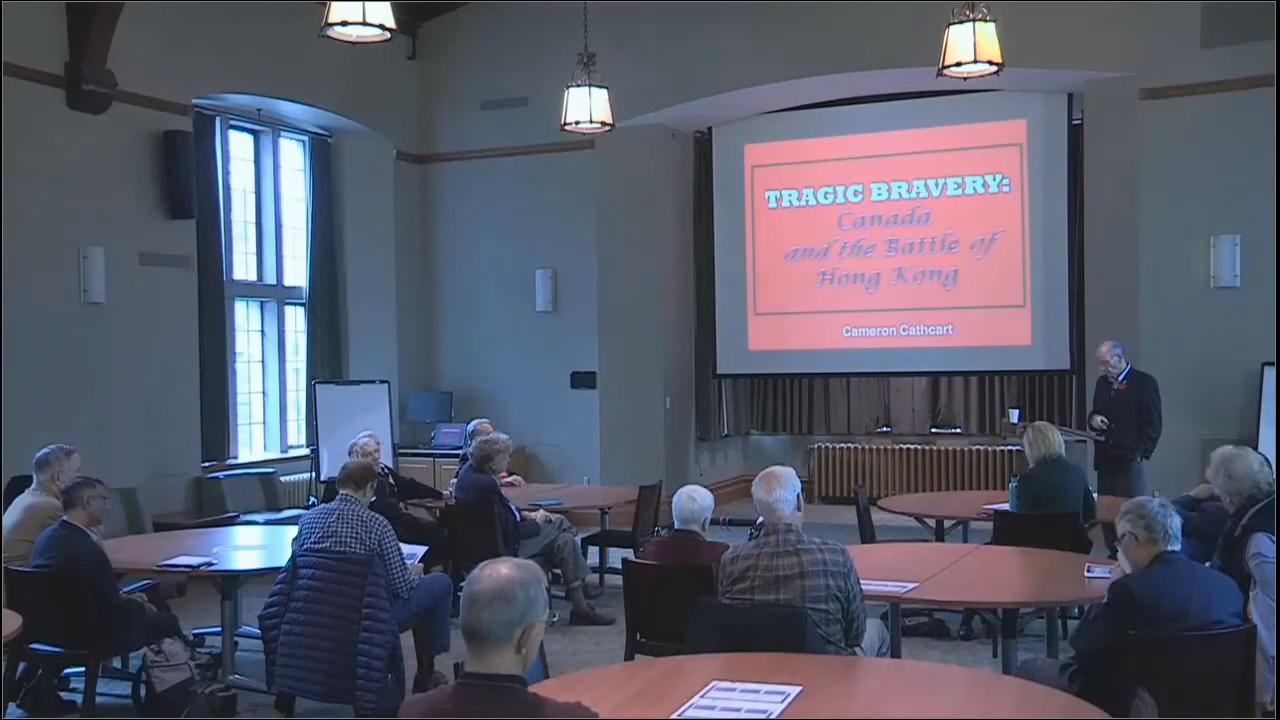 TRAGIC BRAVERY:
Canada
and the Battle of
Hong Kong
Cameron Cathcart